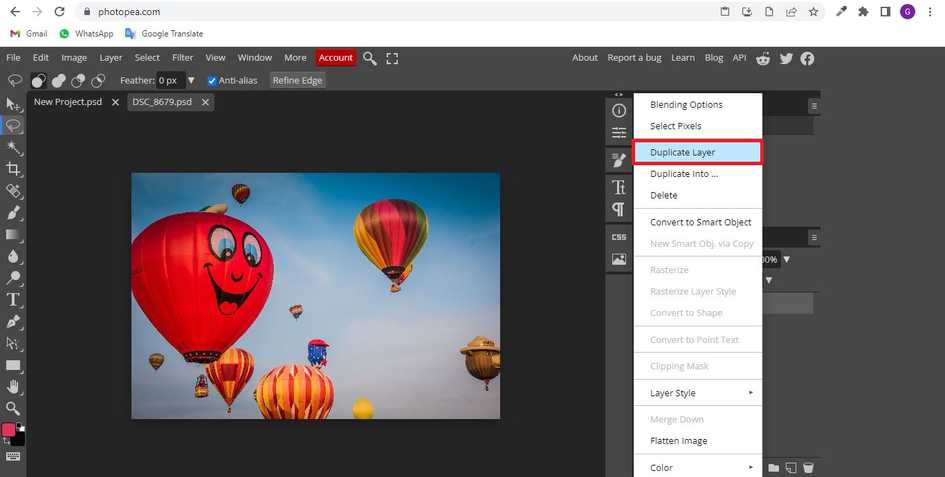 photopea.com
G
Gmail
WhatsApp
Google Translate
File Edit Image Layer Select Filter View Window More Account
About Report a bug Learn Blog API
Feather: 0 px
Anti-alias
Refine Edge
New Project.psd
DSC_8679.psd
CSS
Blending Options
Select Pixels
Duplicate Layer
Duplicate Into ...
Delete
Convert to Smart Object
New Smart Obj. via Copy
Rasterize
Rasterize Layer Style
Convert to Shape
Convert to Point Text
Clipping Mask
Layer Style
Merge Down
Flatten Image
Color